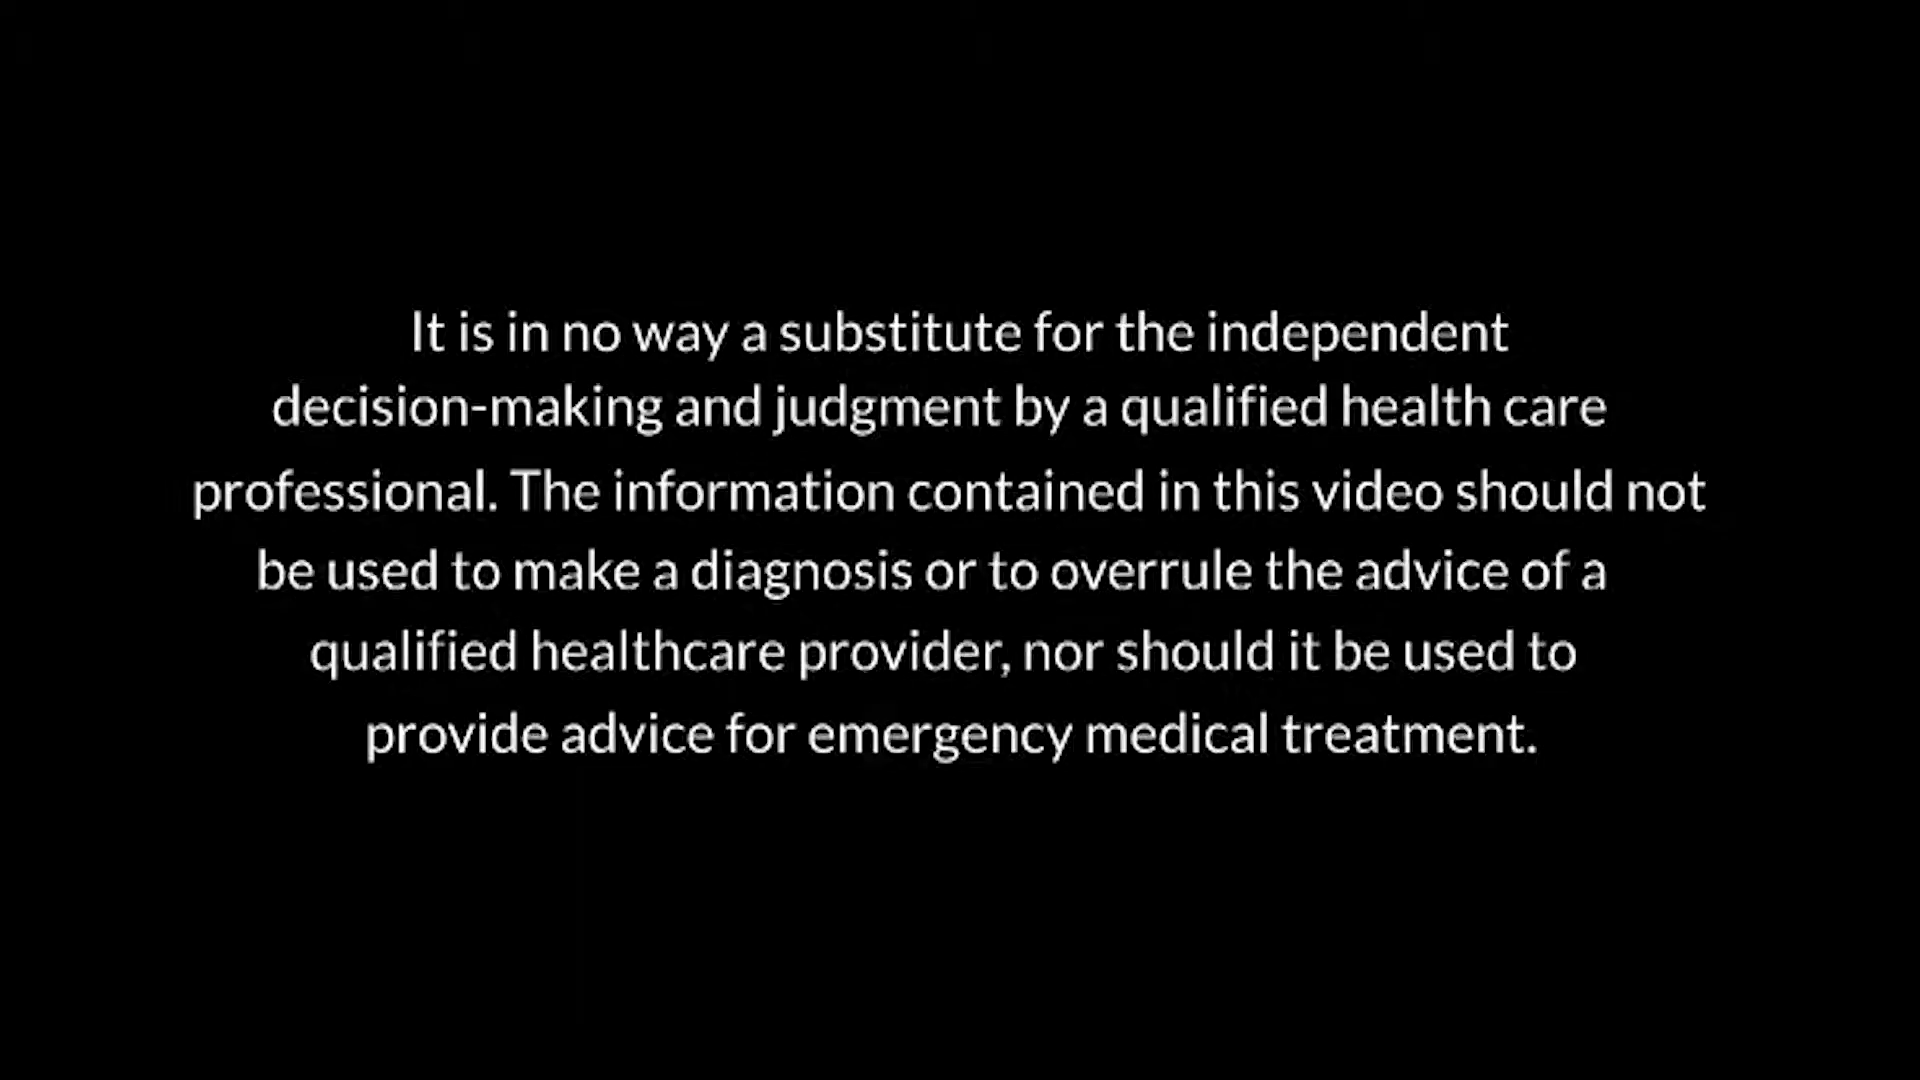 It is in no way a substitute for the independent
decision-making and judgment by a qualified health care
professional. The information contained in this video should not
be used to make a diagnosis or to overrule the advice of a
qualified healthcare provider, nor should it be used to
provide advice for emergency medical treatment.